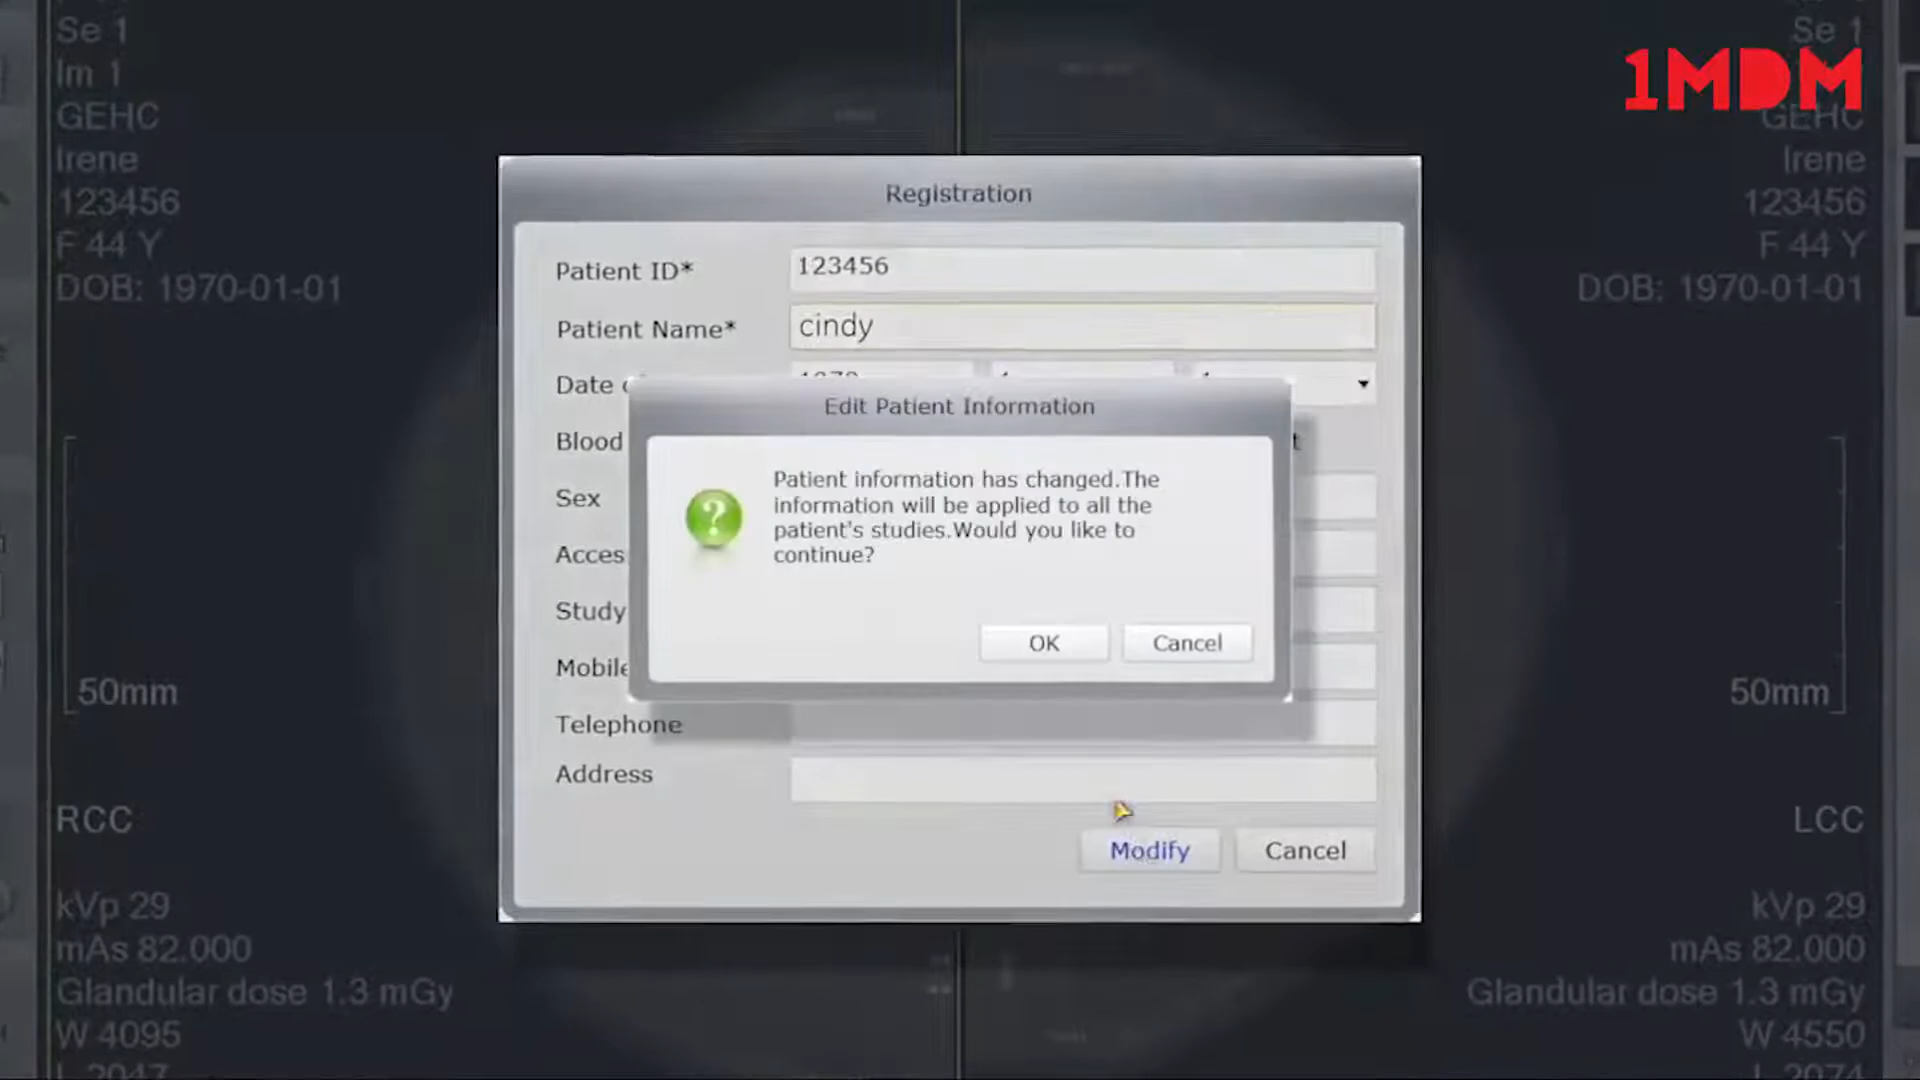 Se 1
Im 1
GEHC
Irene
123456
F 44 Y
DOB: 1970-01-01
50mm
RCC
kVp 29
mAs 82.000
Glandular dose 1.3 mGy
W 4095
L 2047
1MDM
Se 1
GEHC
Irene
123456
F 44 Y
DOB: 1970-01-01
50mm
LCC
kVp 29
mAs 82.000
Glandular dose 1.3 mGy
W 4550
L 2074
Registration
Patient ID* 123456
Patient Name* cindy
Date
Blood
Sex
Study
Telephone
Address
Modify Cancel
Edit Patient Information
Patient information has changed.The
information will be applied to all the
patient's studies.Would you like to
continue?
OK Cancel